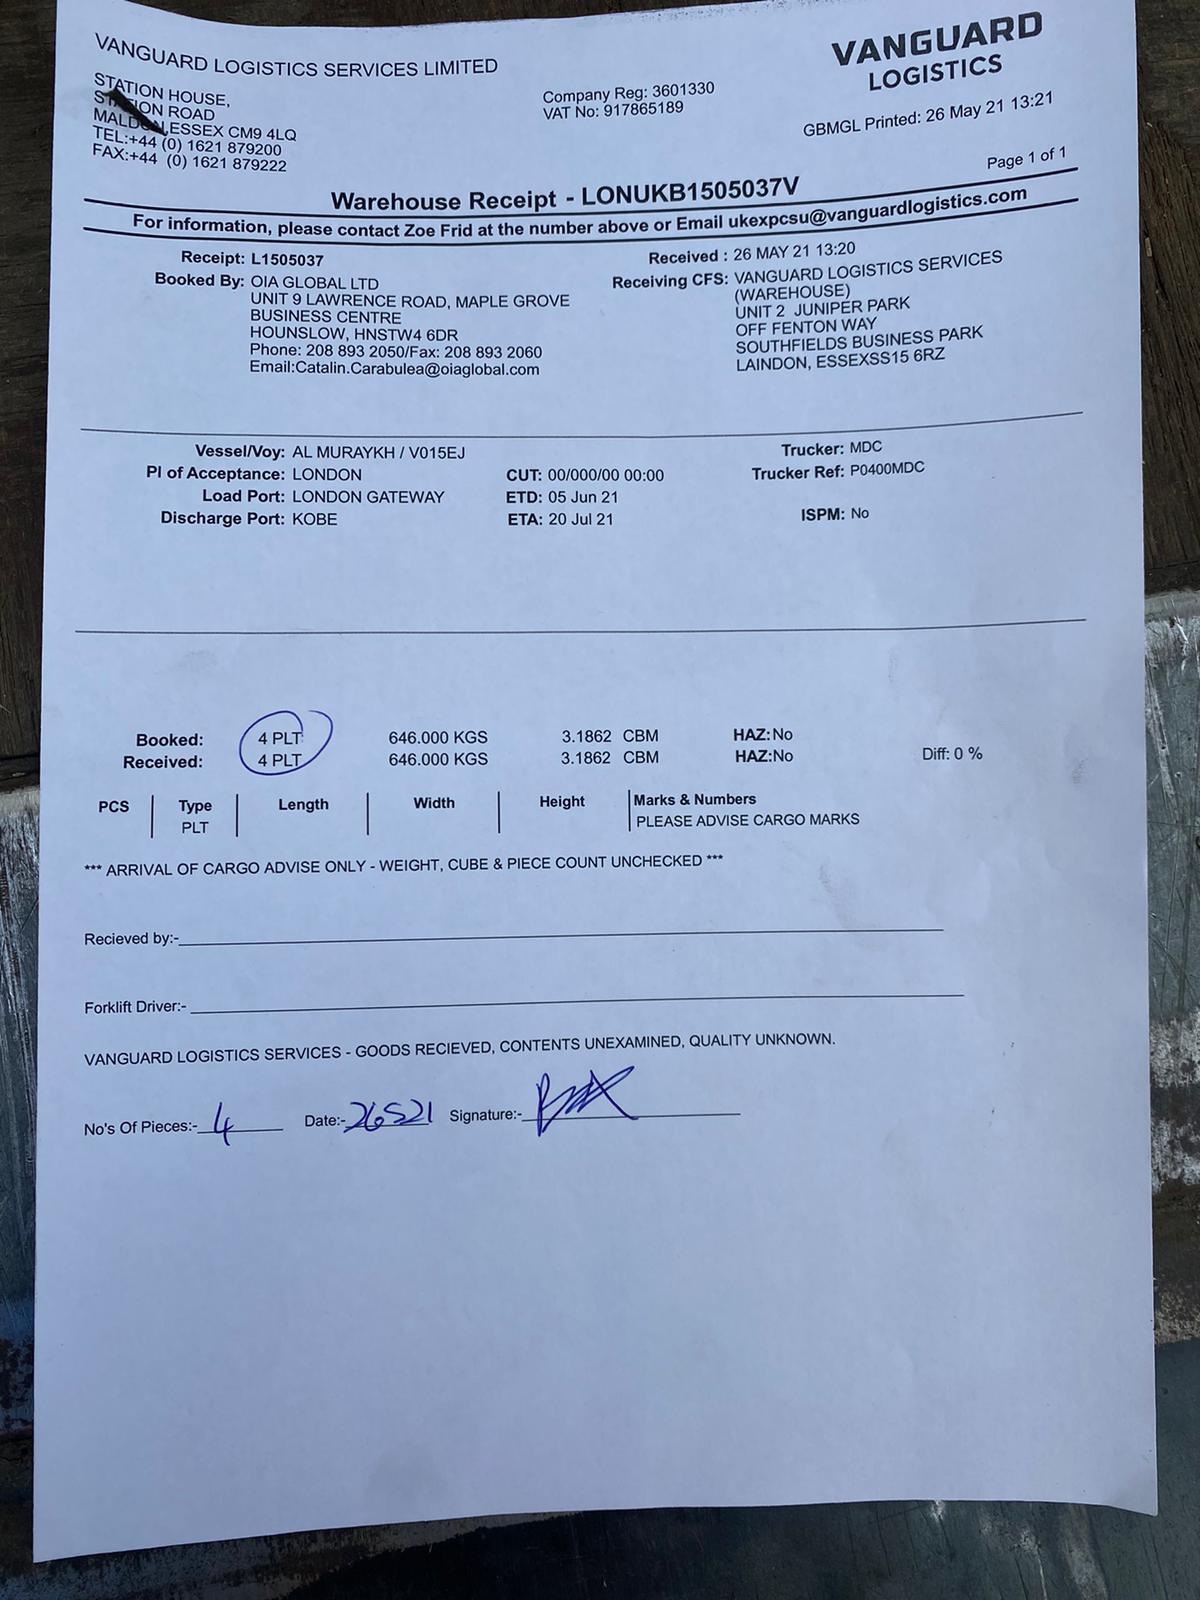 VANGUARD LOGISTICS SERVICES LIMITED
STATION HOUSE,
STATION ROAD
MALDON,ESSEX CM9 4LQ
TEL:+44 (0) 1621 879200
FAX:+44 (0) 1621 879222
Company Reg: 3601330
VAT No: 917865189
VANGUARD
LOGISTICS
GBMGL Printed: 26 May 21 13:21
Page 1 of 1
Warehouse Receipt - LONUKB1505037V
For information, please contact Zoe Frid at the number above or Email ukexpcsu@vanguardlogistics.com
Receipt: L1505037
Booked By: OIA GLOBAL LTD
UNIT 9 LAWRENCE ROAD, MAPLE GROVE
BUSINESS CENTRE
HOUNSLOW, HNSTW4 6DR
Phone: 208 893 2050/Fax: 208 893 2060
Email:Catalin.Carabulea@oiaglobal.com
Received : 26 MAY 21 13:20
Receiving CFS: VANGUARD LOGISTICS SERVICES
(WAREHOUSE)
UNIT 2 JUNIPER PARK
OFF FENTON WAY
SOUTHFIELDS BUSINESS PARK
LAINDON, ESSEXSS15 6RZ
Vessel/Voy: AL MURAYKH / V015EJ
Pl of Acceptance: LONDON
Load Port: LONDON GATEWAY
Discharge Port: KOBE
CUT: 00/000/00 00:00
ETD: 05 Jun 21
ETA: 20 Jul 21
Trucker: MDC
Trucker Ref: P0400MDC
ISPM: No
Booked: 4 PLT 646.000 KGS 3.1862 CBM HAZ:No
Received: 4 PLT 646.000 KGS 3.1862 CBM HAZ:No Diff: 0 %
PCS Type Length Width Height Marks & Numbers
PLT PLEASE ADVISE CARGO MARKS
*** ARRIVAL OF CARGO ADVISE ONLY - WEIGHT, CUBE & PIECE COUNT UNCHECKED ***
Recieved by:-
Forklift Driver:-
VANGUARD LOGISTICS SERVICES - GOODS RECIEVED, CONTENTS UNEXAMINED, QUALITY UNKNOWN.
No's Of Pieces:- 4 Date:- 26521 Signature:-